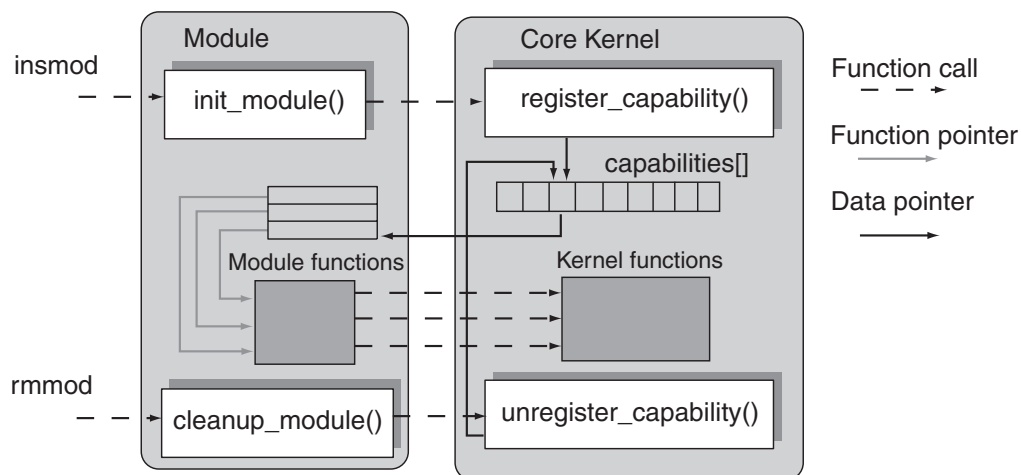 Module
Core Kernel
insmod
init_module()
register_capability()
Function call
Function pointer
Data pointer
capabilities[]
Module functions
Kernel functions
rmmod
cleanup_module()
unregister_capability()